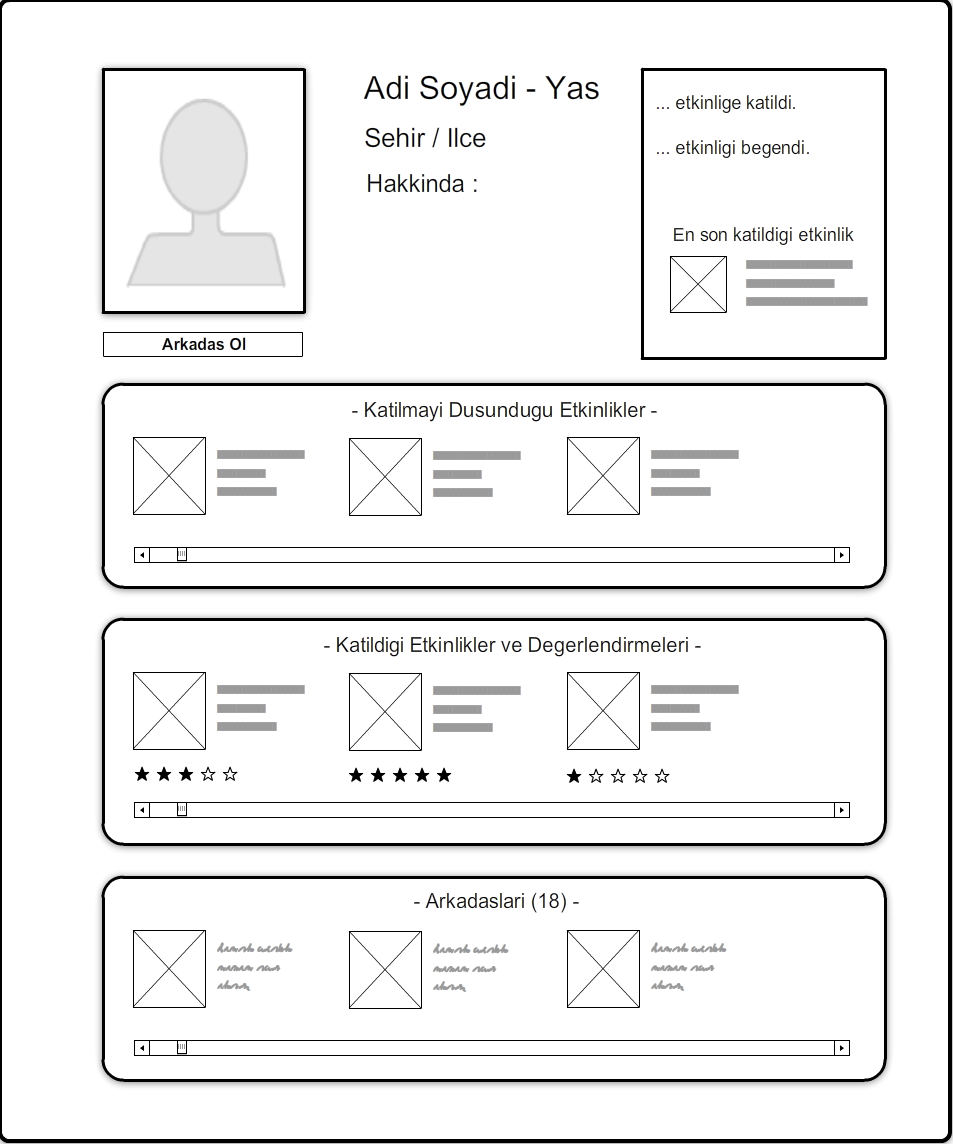 Adi Soyadi - Yas
Sehir / Ilce
Hakkinda :
... etkinlige katildi.
... etkinligi begendi.
En son katildigi etkinlik
Arkadas Ol
- Katilmayi Dusundugu Etkinlikler -
- Katildigi Etkinlikler ve Degerlendirmeleri -
- Arkadaslari (18) -